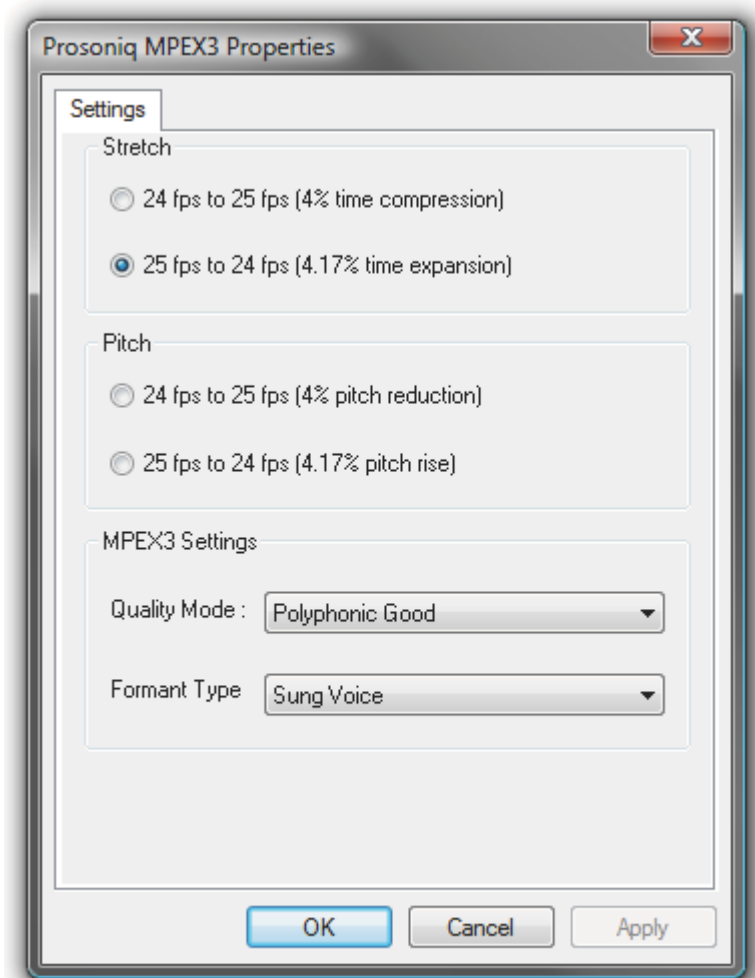 Prosoniq MPEX3 Properties
Settings
Stretch
24 fps to 25 fps (4% time compression)
25 fps to 24 fps (4.17% time expansion)
Pitch
24 fps to 25 fps (4% pitch reduction)
25 fps to 24 fps (4.17% pitch rise)
MPEX3 Settings
Quality Mode : Polyphonic Good
Formant Type Sung Voice
OK Cancel Apply